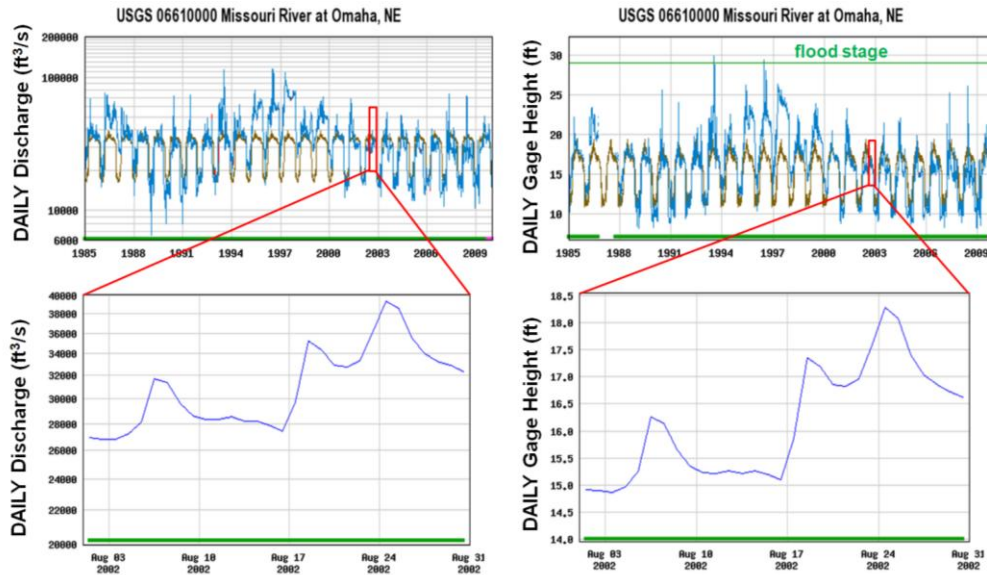 USGS 06610000 Missouri River at Omaha, NE
DAILY Discharge (ft³/s)
200000
100000
10000
6000
1985 1988 1991 1994 1997 2000 2003 2006 2009
USGS 06610000 Missouri River at Omaha, NE
DAILY Gage Height (ft)
flood stage
30
25
20
15
10
1985 1988 1991 1994 1997 2000 2003 2006 2009
DAILY Discharge (ft³/s)
40000
38000
36000
34000
32000
30000
28000
26000
24000
22000
20000
Aug 03 Aug 10 Aug 17 Aug 24 Aug 31
2002 2002 2002 2002 2002
DAILY Gage Height (ft)
18.5
18.0
17.5
17.0
16.5
16.0
15.5
15.0
14.5
14.0
Aug 03 Aug 10 Aug 17 Aug 24 Aug 31
2002 2002 2002 2002 2002